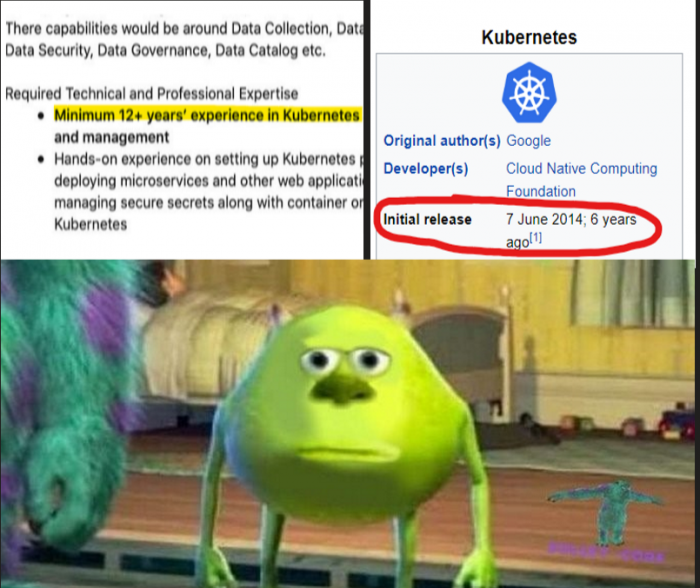 There capabilities would be around Data Collection, Data
Data Security, Data Governance, Data Catalog etc.
Required Technical and Professional Expertise
• Minimum 12+ years' experience in Kubernetes
and management
• Hands-on experience on setting up Kubernetes
deploying microservices and other web
managing secure secrets along with container
Kubernetes
Kubernetes
Original author(s) Google
Developer(s) Cloud Native Computing
Foundation
Initial release 7 June 2014; 6 years
ago[1]